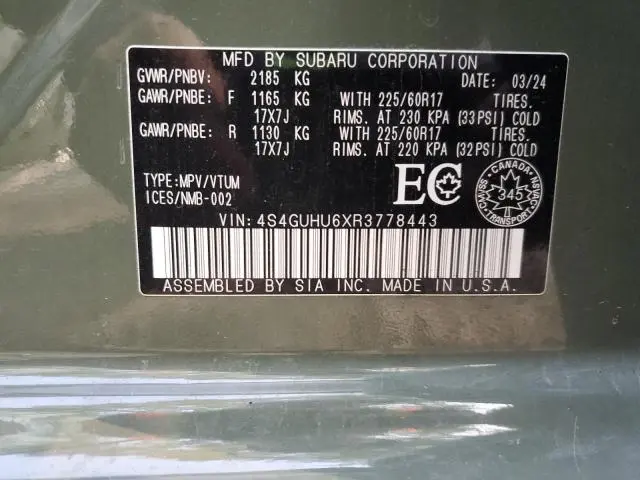 MFD BY SUBARU CORPORATION
GVWR/PNBV: 2185 KG DATE: 03/24
GAWR/PNBE: F 1165 KG WITH 225/60R17 TIRES.
17X7J RIMS. AT 230 KPA (33PSI) COLD
GAWR/PNBE: R 1130 KG WITH 225/60R17 TIRES.
17X7J RIMS. AT 220 KPA (32PSI) COLD
TYPE:MPV/VTUM
ICES/NMB-002
EC
CANADA
CMVSS NSVAC
345
TRANSPORT
VIN: 4S4GUHU6XR3778443
ASSEMBLED BY SIA INC. MADE IN U.S.A.